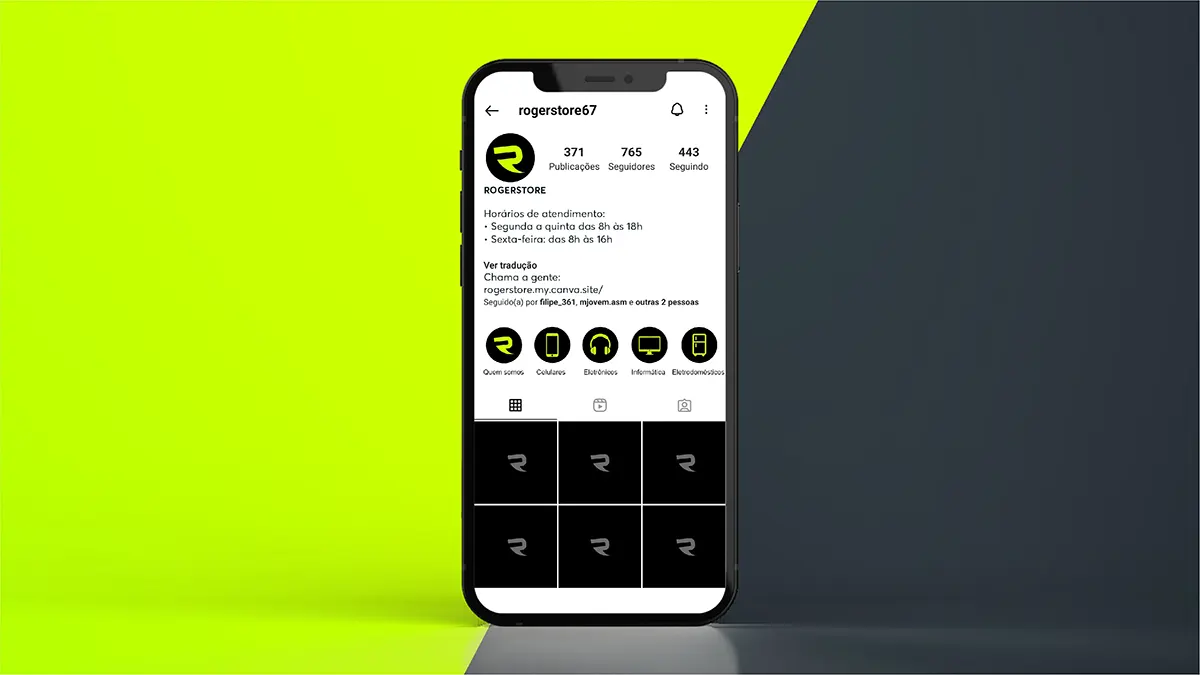 rogerstore67
371 765 443
Publicações Seguidores Seguindo
ROGERSTORE
Horários de atendimento:
• Segunda a quinta das 8h às 18h
• Sexta-feira: das 8h às 16h
Ver tradução
Chama a gente:
rogerstore.my.canva.site/
Seguido(a) por filipe_361, mjovem.asm e outras 2 pessoas
Quem somos Celulares Eletrônicos Informática Eletrodomésticos